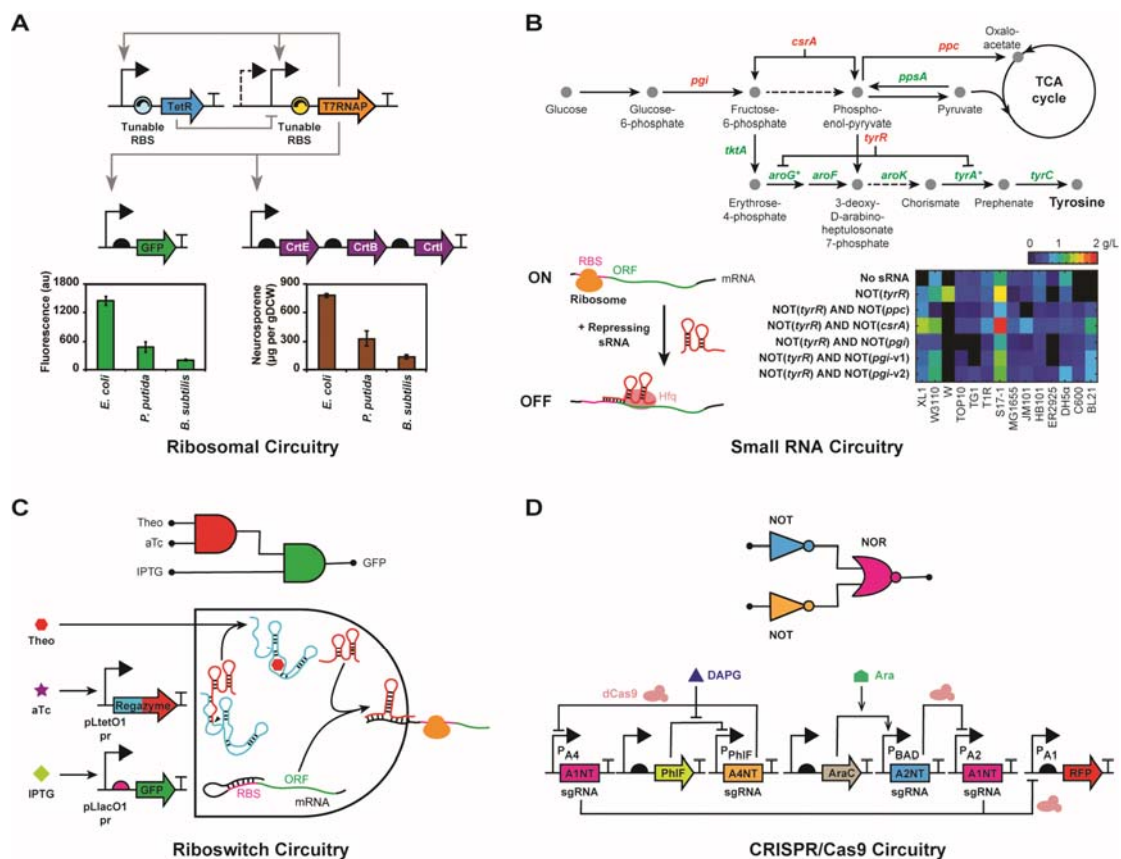 A
TetR
T7RNAP
Tunable
RBS
Tunable
RBS
GFP
CrtE
CrtB
CrtI
Fluorescence (au)
1800
1200
600
0
E. coli
P. putida
B. subtilis
Neurosporene
(µg per gDCW)
900
600
300
0
E. coli
P. putida
B. subtilis
Ribosomal Circuitry
B
Oxalo-
acetate
csrA
ppc
pgi
ppsA
TCA
cycle
Glucose
Glucose-
6-phosphate
Fructose-
6-phosphate
Phospho-
enol-pyryvate
Pyruvate
tktA
tyrR
aroG*
aroF
aroK
tyrA*
tyrC
Erythrose-
4-phosphate
3-deoxy-
D-arabino-
heptulosonate
7-phosphate
Chorismate
Prephenate
Tyrosine
RBS
ORF
mRNA
Ribosome
ON
+ Repressing
sRNA
Hfq
OFF
0
1
2 g/L
No sRNA
NOT(tyrR)
NOT(tyrR) AND NOT(ppc)
NOT(tyrR) AND NOT(csrA)
NOT(tyrR) AND NOT(pgi)
NOT(tyrR) AND NOT(pgi-v1)
NOT(tyrR) AND NOT(pgi-v2)
XL1
W3110
W
TOP10
TG1
T1R
S17-1
MG1655
JM101
HB101
ER2925
DH5α
C600
BL21
Small RNA Circuitry
C
Theo
aTc
IPTG
GFP
Theo
aTc
pLtetO1
pr
Regazyme
IPTG
pLlacO1
pr
GFP
RBS
ORF
mRNA
Riboswitch Circuitry
D
NOT
NOR
NOT
dCas9
DAPG
Ara
PA4
A1NT
sgRNA
PhlF
PPhlF
A4NT
sgRNA
AraC
PBAD
A2NT
sgRNA
PA2
A1NT
sgRNA
PA1
RFP
CRISPR/Cas9 Circuitry